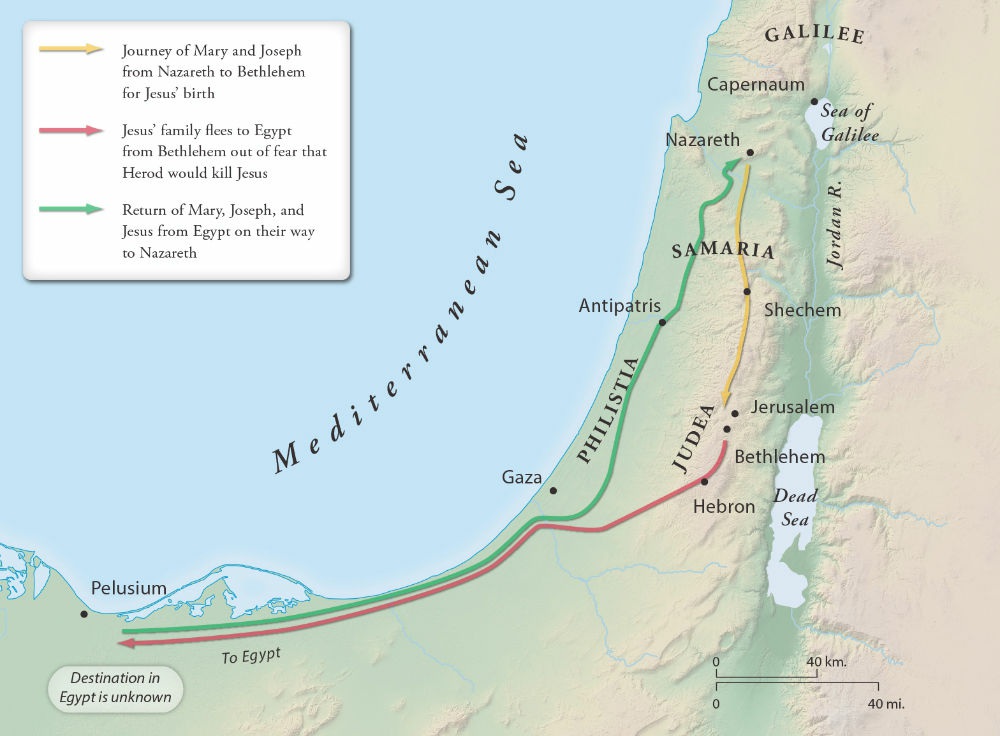 Journey of Mary and Joseph
from Nazareth to Bethlehem
for Jesus’ birth
Jesus’ family flees to Egypt
from Bethlehem out of fear that
Herod would kill Jesus
Return of Mary, Joseph, and
Jesus from Egypt on their way
to Nazareth
GALILEE
Capernaum
Sea of
Galilee
Nazareth
Mediterranean Sea
Jordan R.
SAMARIA
Antipatris
Shechem
PHILISTIA
JUDEA
Jerusalem
Bethlehem
Gaza
Hebron
Dead
Sea
Pelusium
To Egypt
Destination in
Egypt is unknown
0 40 km.
0 40 mi.